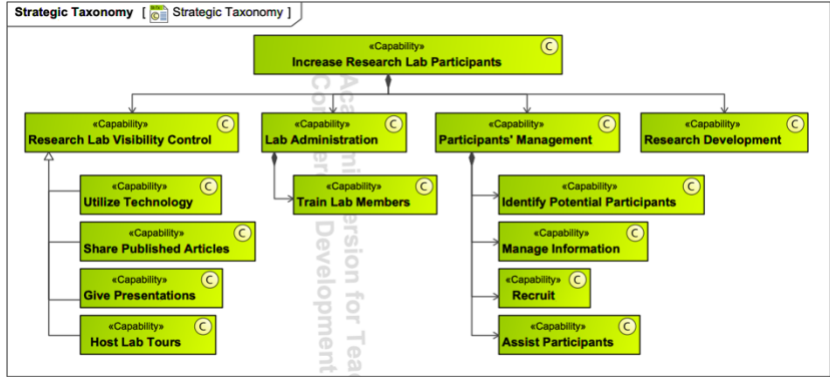 Strategic Taxonomy [ Strategic Taxonomy ]
«Capability» C
Increase Research Lab Participants
«Capability» C
Research Lab Visibility Control
«Capability» C
Lab Administration
«Capability» C
Participants' Management
«Capability» C
Research Development
«Capability» C
Utilize Technology
«Capability» C
Share Published Articles
«Capability» C
Give Presentations
«Capability» C
Host Lab Tours
«Capability» C
Train Lab Members
«Capability» C
Identify Potential Participants
«Capability» C
Manage Information
«Capability» C
Recruit
«Capability» C
Assist Participants
Development